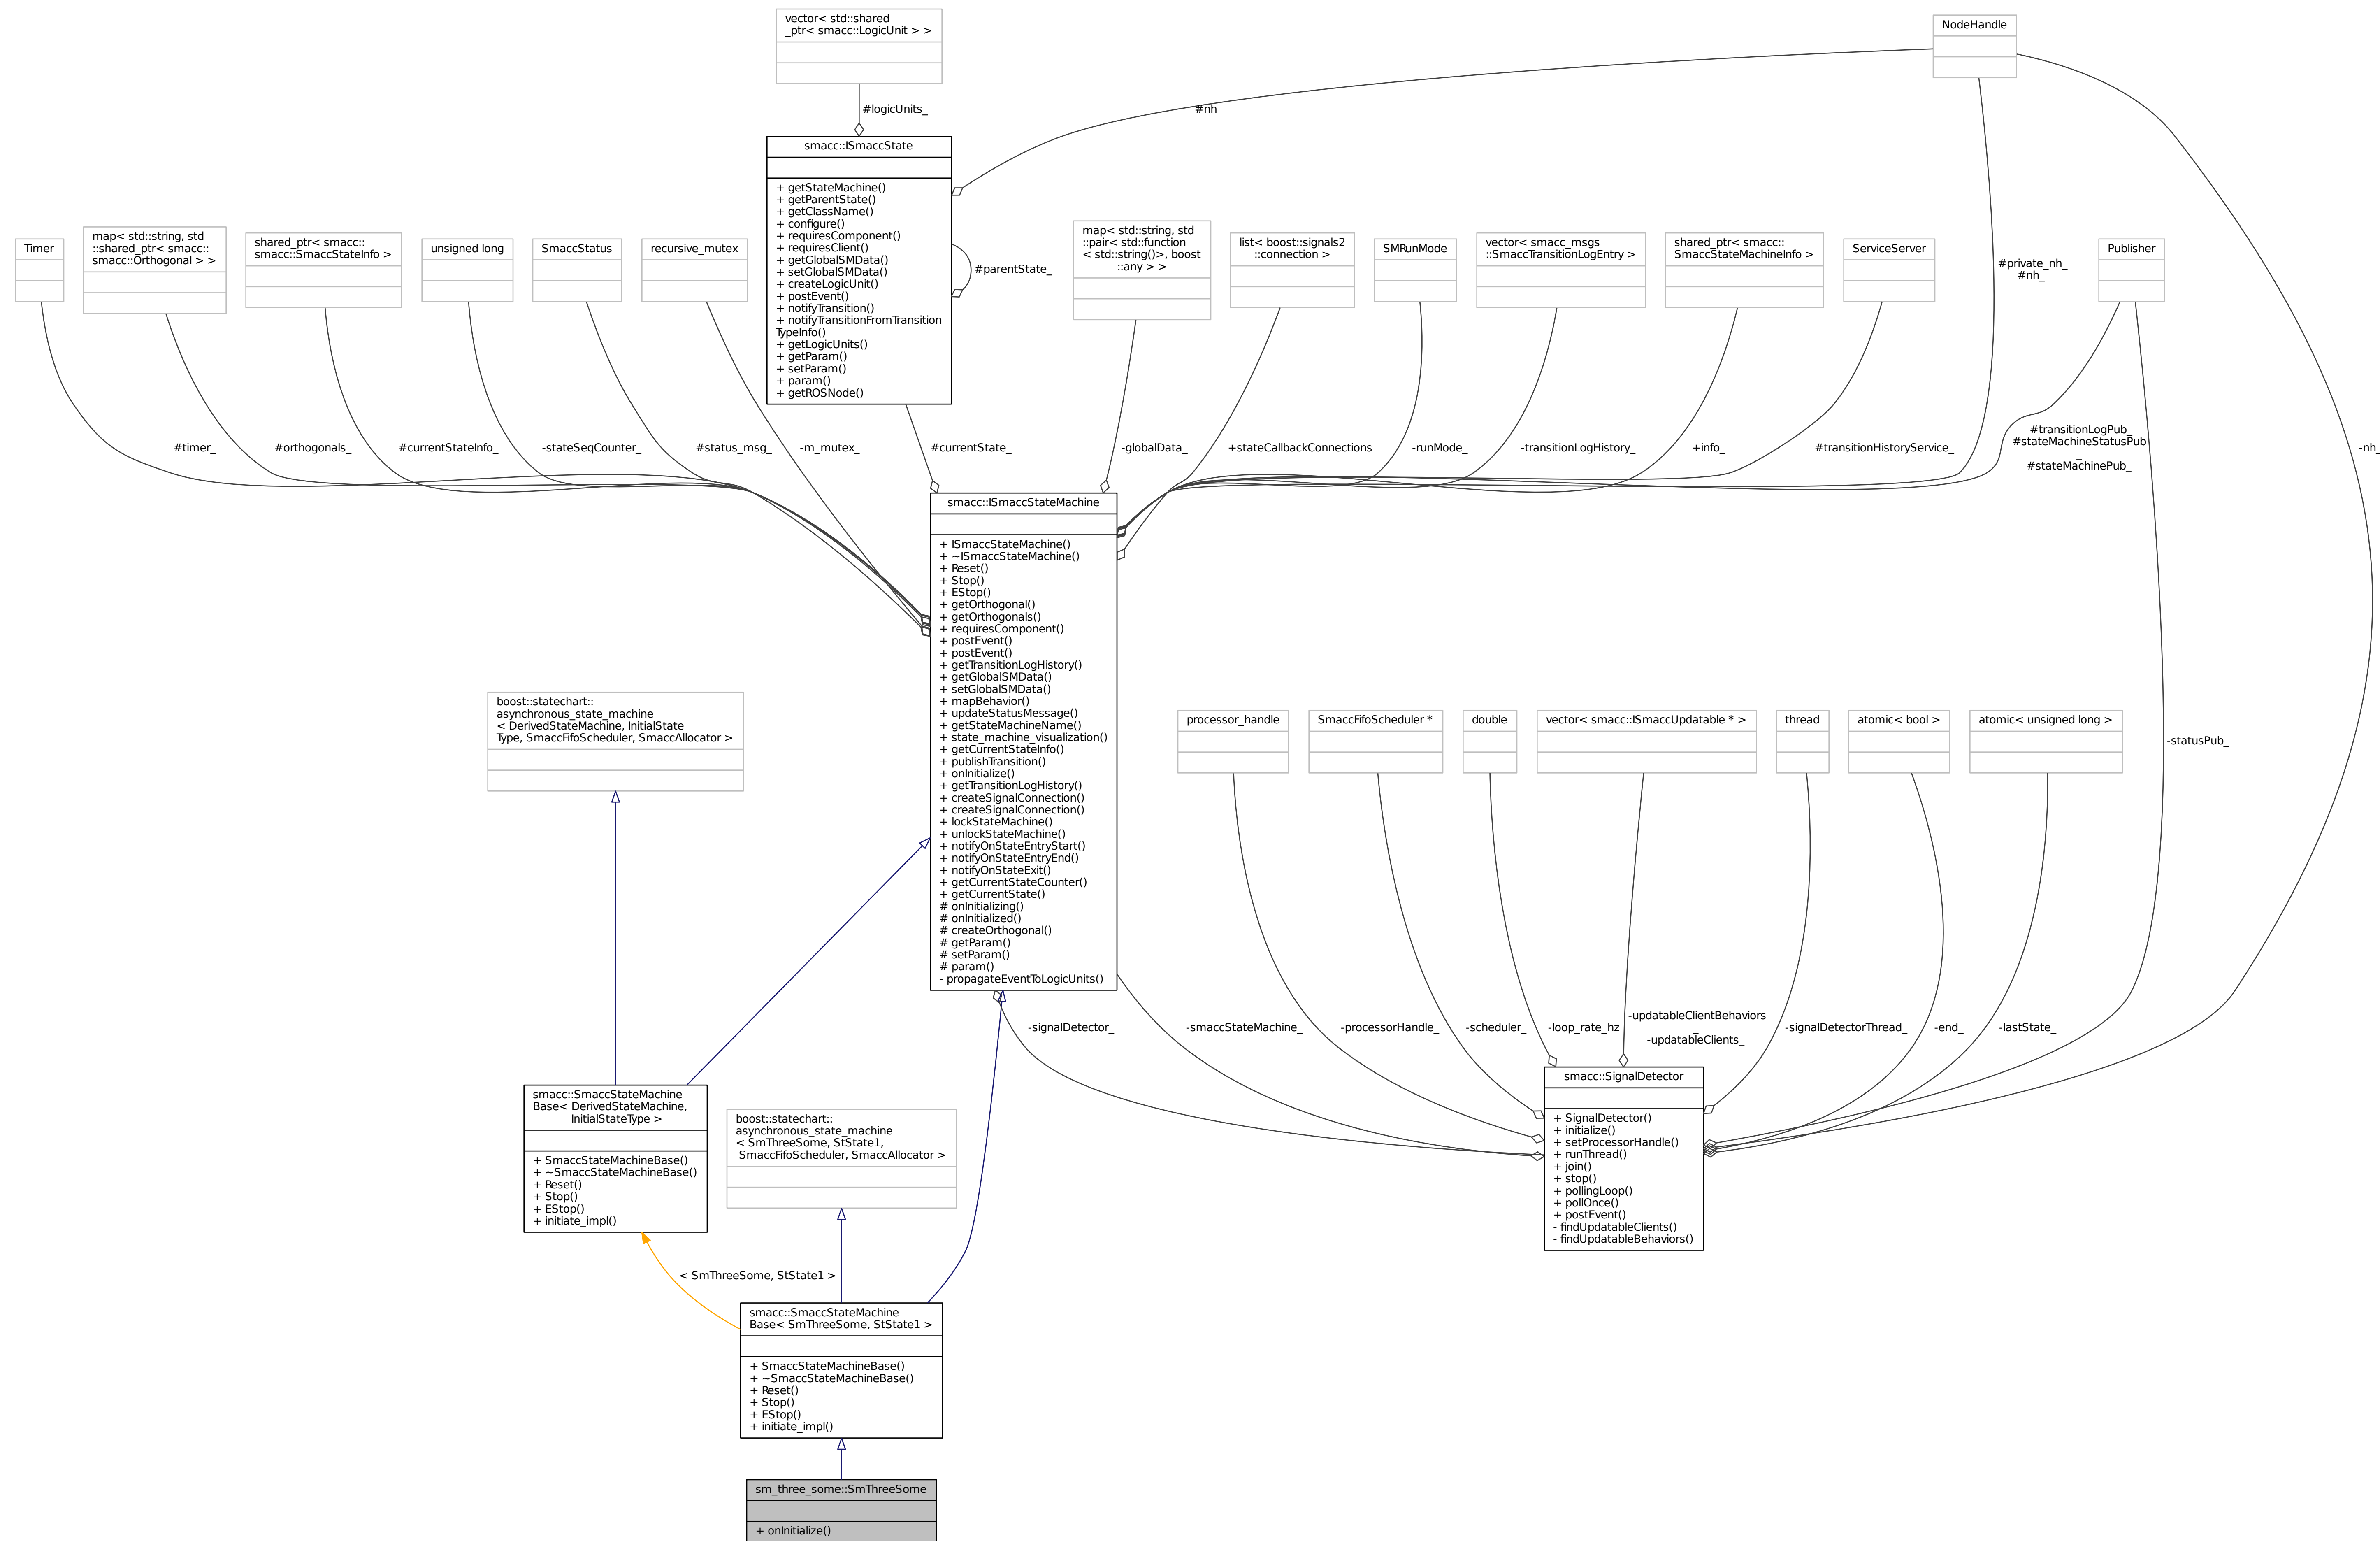 vector< std::shared
_ptr< smacc::LogicUnit > >
NodeHandle
#logicUnits_
#nh
smacc::ISmaccState
+ getStateMachine()
+ getParentState()
+ getClassName()
+ configure()
+ requiresComponent()
+ requiresClient()
+ getGlobalSMData()
+ setGlobalSMData()
+ createLogicUnit()
+ postEvent()
+ notifyTransition()
+ notifyTransitionFromTransition
TypeInfo()
+ getLogicUnits()
+ getParam()
+ setParam()
+ param()
+ getROSNode()
#parentState_
Timer
map< std::string, std
::shared_ptr< smacc::
smacc::Orthogonal > >
shared_ptr< smacc::
smacc::SmaccStateInfo >
unsigned long
SmaccStatus
recursive_mutex
map< std::string, std
::pair< std::function
< std::string()>, boost
::any > >
list< boost::signals2
::connection >
SMRunMode
vector< smacc_msgs
::SmaccTransitionLogEntry >
shared_ptr< smacc::
SmaccStateMachineInfo >
ServiceServer
#private_nh_
#nh_
Publisher
#timer_
#orthogonals_
#currentStateInfo_
-stateSeqCounter_
#status_msg_
-m_mutex_
#currentState_
-globalData_
+stateCallbackConnections
-runMode_
-transitionLogHistory_
+info_
#transitionHistoryService_
#transitionLogPub_
#stateMachineStatusPub
_
#stateMachinePub_
-nh_
smacc::ISmaccStateMachine
+ ISmaccStateMachine()
+ ~ISmaccStateMachine()
+ Reset()
+ Stop()
+ EStop()
+ getOrthogonal()
+ getOrthogonals()
+ requiresComponent()
+ postEvent()
+ postEvent()
+ getTransitionLogHistory()
+ getGlobalSMData()
+ setGlobalSMData()
+ mapBehavior()
+ updateStatusMessage()
+ getStateMachineName()
+ state_machine_visualization()
+ getCurrentStateInfo()
+ publishTransition()
+ onInitialize()
+ getTransitionLogHistory()
+ createSignalConnection()
+ createSignalConnection()
+ lockStateMachine()
+ unlockStateMachine()
+ notifyOnStateEntryStart()
+ notifyOnStateEntryEnd()
+ notifyOnStateExit()
+ getCurrentStateCounter()
+ getCurrentState()
# onInitializing()
# onInitialized()
# createOrthogonal()
# getParam()
# setParam()
# param()
- propagateEventToLogicUnits()
boost::statechart::
asynchronous_state_machine
< DerivedStateMachine, InitialState
Type, SmaccFifoScheduler, SmaccAllocator >
processor_handle
SmaccFifoScheduler *
double
vector< smacc::ISmaccUpdatable * >
thread
atomic< bool >
atomic< unsigned long >
-statusPub_
-signalDetector_
-smaccStateMachine_
-processorHandle_
-scheduler_
-loop_rate_hz
-updatableClientBehaviors
_
-updatableClients_
-signalDetectorThread_
-end_
-lastState_
smacc::SignalDetector
+ SignalDetector()
+ initialize()
+ setProcessorHandle()
+ runThread()
+ join()
+ stop()
+ pollingLoop()
+ pollOnce()
+ postEvent()
- findUpdatableClients()
- findUpdatableBehaviors()
smacc::SmaccStateMachine
Base< DerivedStateMachine,
InitialStateType >
+ SmaccStateMachineBase()
+ ~SmaccStateMachineBase()
+ Reset()
+ Stop()
+ EStop()
+ initiate_impl()
boost::statechart::
asynchronous_state_machine
< SmThreeSome, StState1,
SmaccFifoScheduler, SmaccAllocator >
< SmThreeSome, StState1 >
smacc::SmaccStateMachine
Base< SmThreeSome, StState1 >
+ SmaccStateMachineBase()
+ ~SmaccStateMachineBase()
+ Reset()
+ Stop()
+ EStop()
+ initiate_impl()
sm_three_some::SmThreeSome
+ onInitialize()